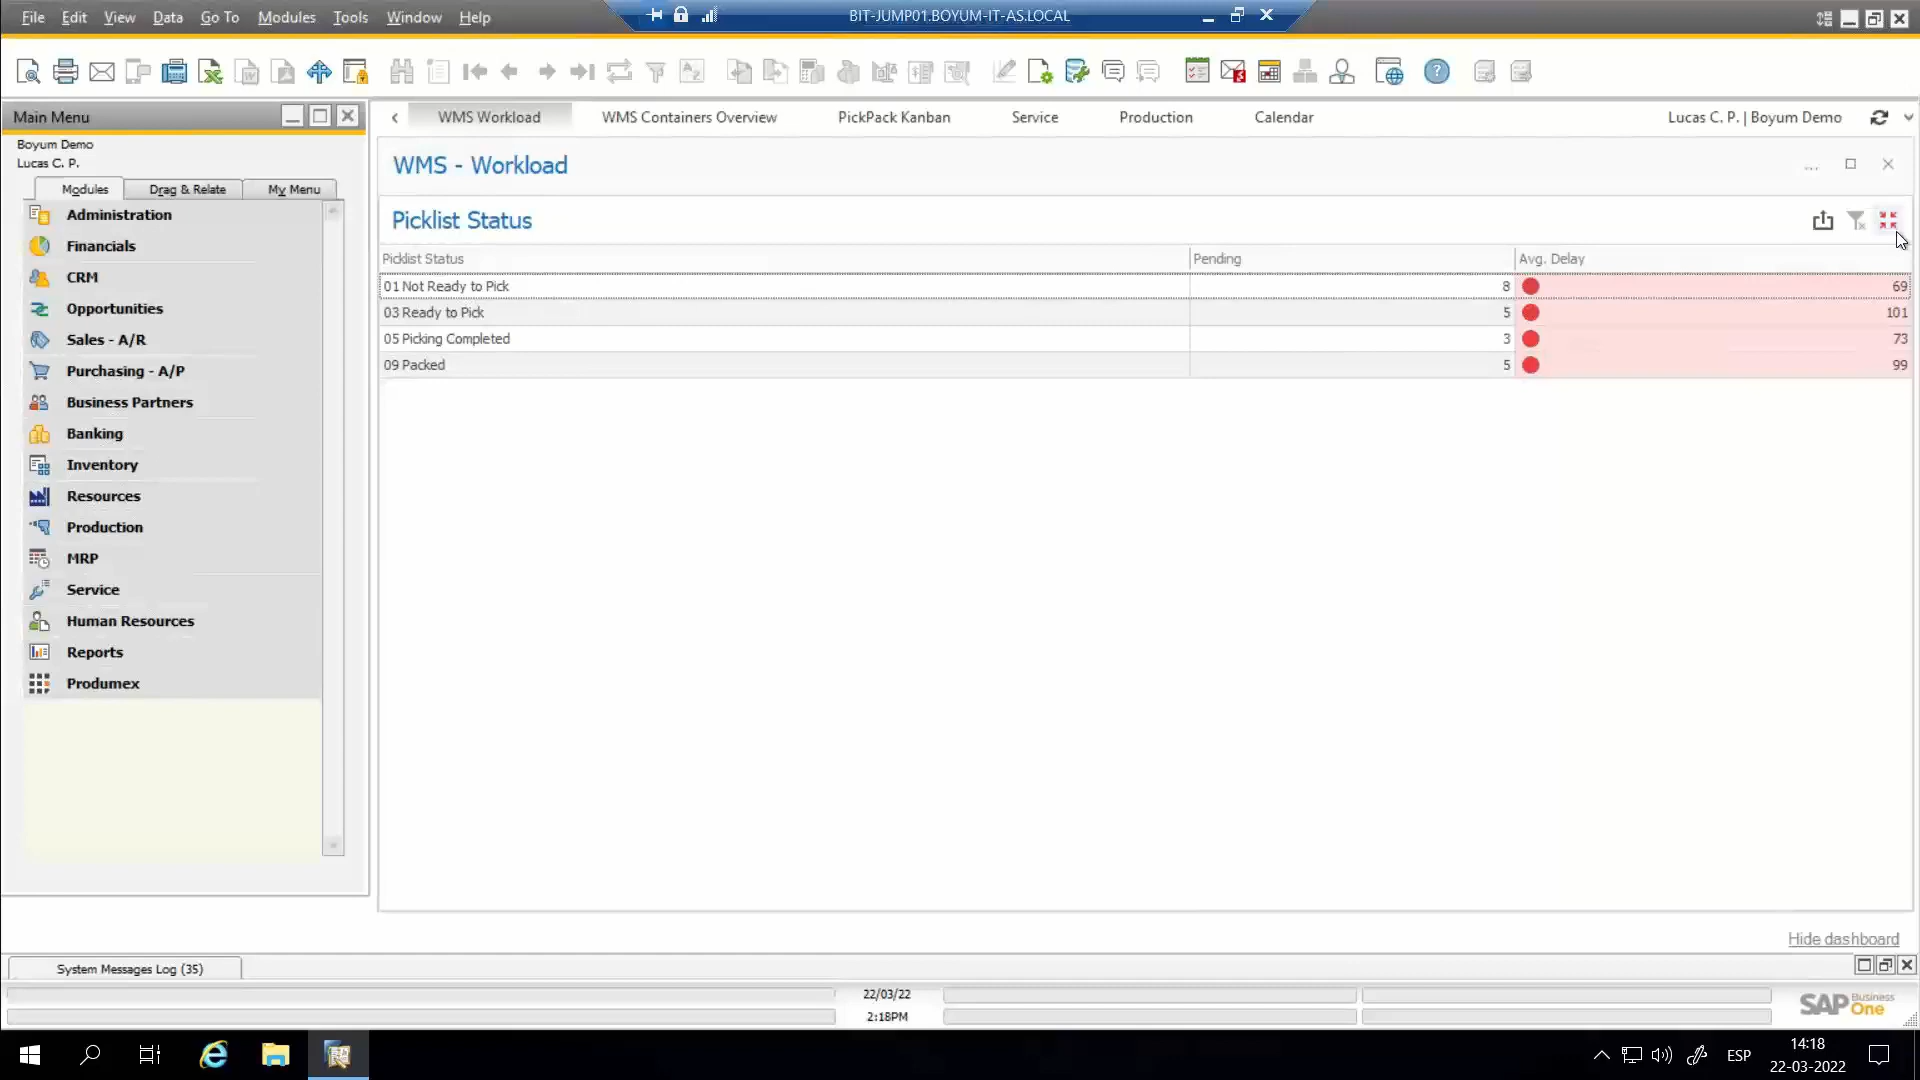 File Edit View Data Go To Modules Tools Window Help
BIT-JUMP01.BOYUM-IT-AS.LOCAL
Main Menu
Boyum Demo
Lucas C. P.
Modules Drag & Relate My Menu
Administration
Financials
CRM
Opportunities
Sales - A/R
Purchasing - A/P
Business Partners
Banking
Inventory
Resources
Production
MRP
Service
Human Resources
Reports
Produmex
WMS Workload WMS Containers Overview PickPack Kanban Service Production Calendar Lucas C. P. | Boyum Demo
WMS - Workload
Picklist Status
Picklist Status Pending Avg. Delay
01 Not Ready to Pick 8 69
03 Ready to Pick 5 101
05 Picking Completed 3 73
09 Packed 5 99
Hide dashboard
System Messages Log (35)
22/03/22
2:18PM
SAP Business One
ESP
14:18
22-03-2022